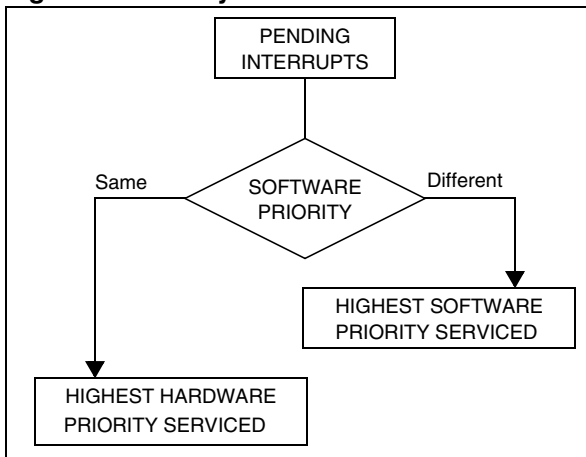 PENDING
INTERRUPTS
Same
SOFTWARE
PRIORITY
Different
HIGHEST SOFTWARE
PRIORITY SERVICED
HIGHEST HARDWARE
PRIORITY SERVICED